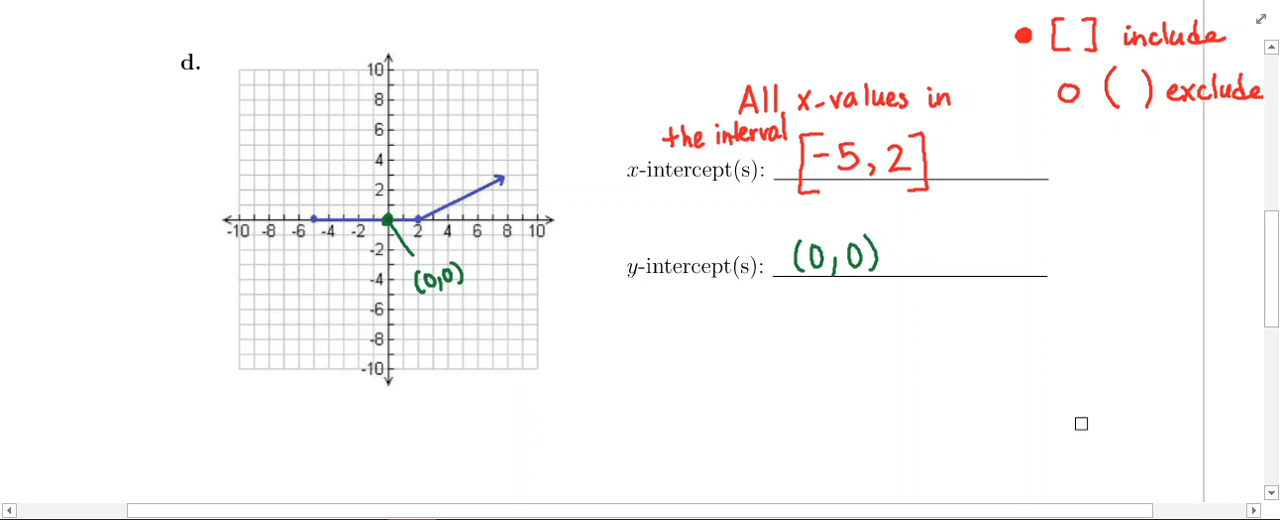 ● [ ] include
○ ( ) exclude
d.
All x-values in
the interval
x-intercept(s): [-5, 2]
y-intercept(s): (0,0)
10
8
6
4
2
-10 -8 -6 -4 -2 2 4 6 8 10
-2
(0,0)
-4
-6
-8
-10